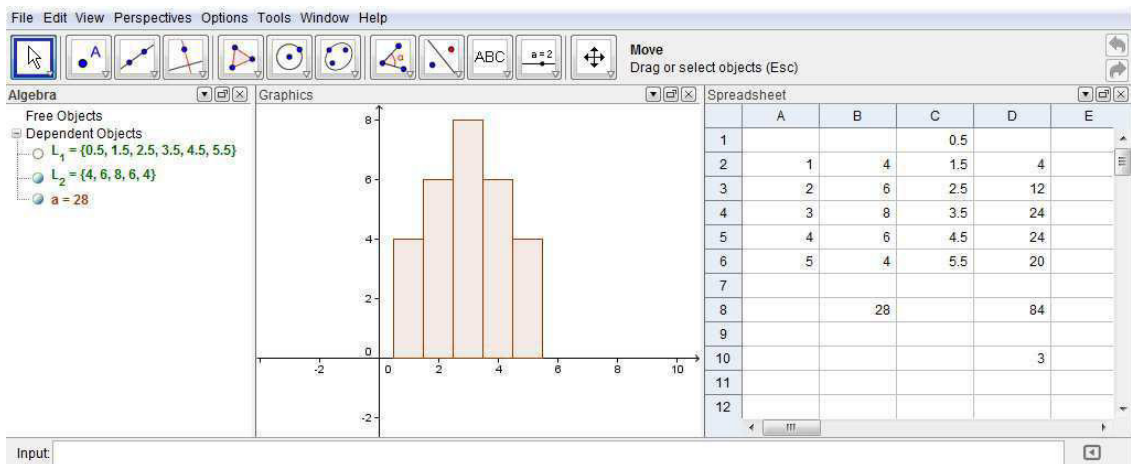 File Edit View Perspectives Options Tools Window Help
A
α
ABC
a = 2
Move
Drag or select objects (Esc)
Algebra
Free Objects
Dependent Objects
L1 = {0.5, 1.5, 2.5, 3.5, 4.5, 5.5}
L2 = {4, 6, 8, 6, 4}
a = 28
Graphics
8
6
4
2
0
-2
-2 0 2 4 6 8 10
Spreadsheet
A B C D E
1 0.5
2 1 4 1.5 4
3 2 6 2.5 12
4 3 8 3.5 24
5 4 6 4.5 24
6 5 4 5.5 20
7
8 28 84
9
10 3
11
12
Input: